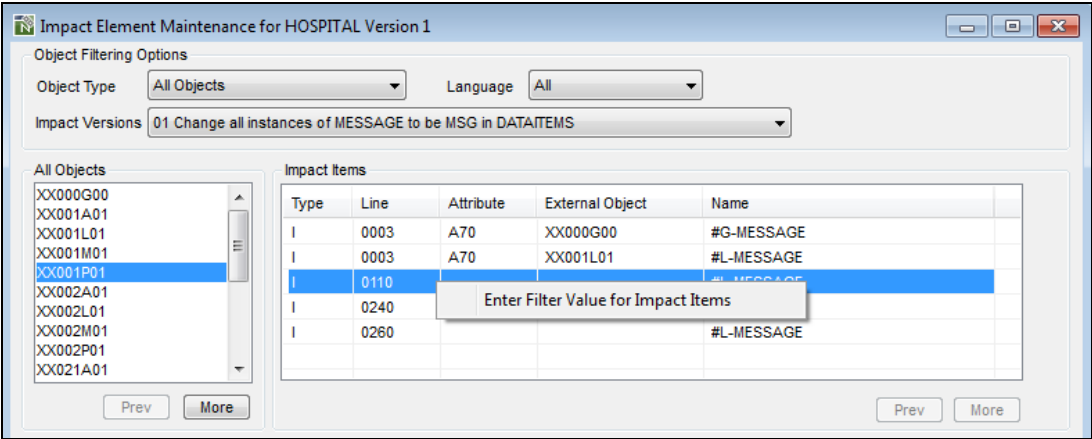 Impact Element Maintenance for HOSPITAL Version 1
Object Filtering Options
Object Type All Objects Language All
Impact Versions 01 Change all instances of MESSAGE to be MSG in DATAITEMS
All Objects
XX000G00
XX001A01
XX001L01
XX001M01
XX001P01
XX002A01
XX002L01
XX002M01
XX002P01
XX021A01
Prev More
Impact Items
Type Line Attribute External Object Name
I 0003 A70 XX000G00 #G-MESSAGE
I 0003 A70 XX001L01 #L-MESSAGE
I 0110 #L-MESSAGE
I 0240
I 0260 #L-MESSAGE
Enter Filter Value for Impact Items
Prev More